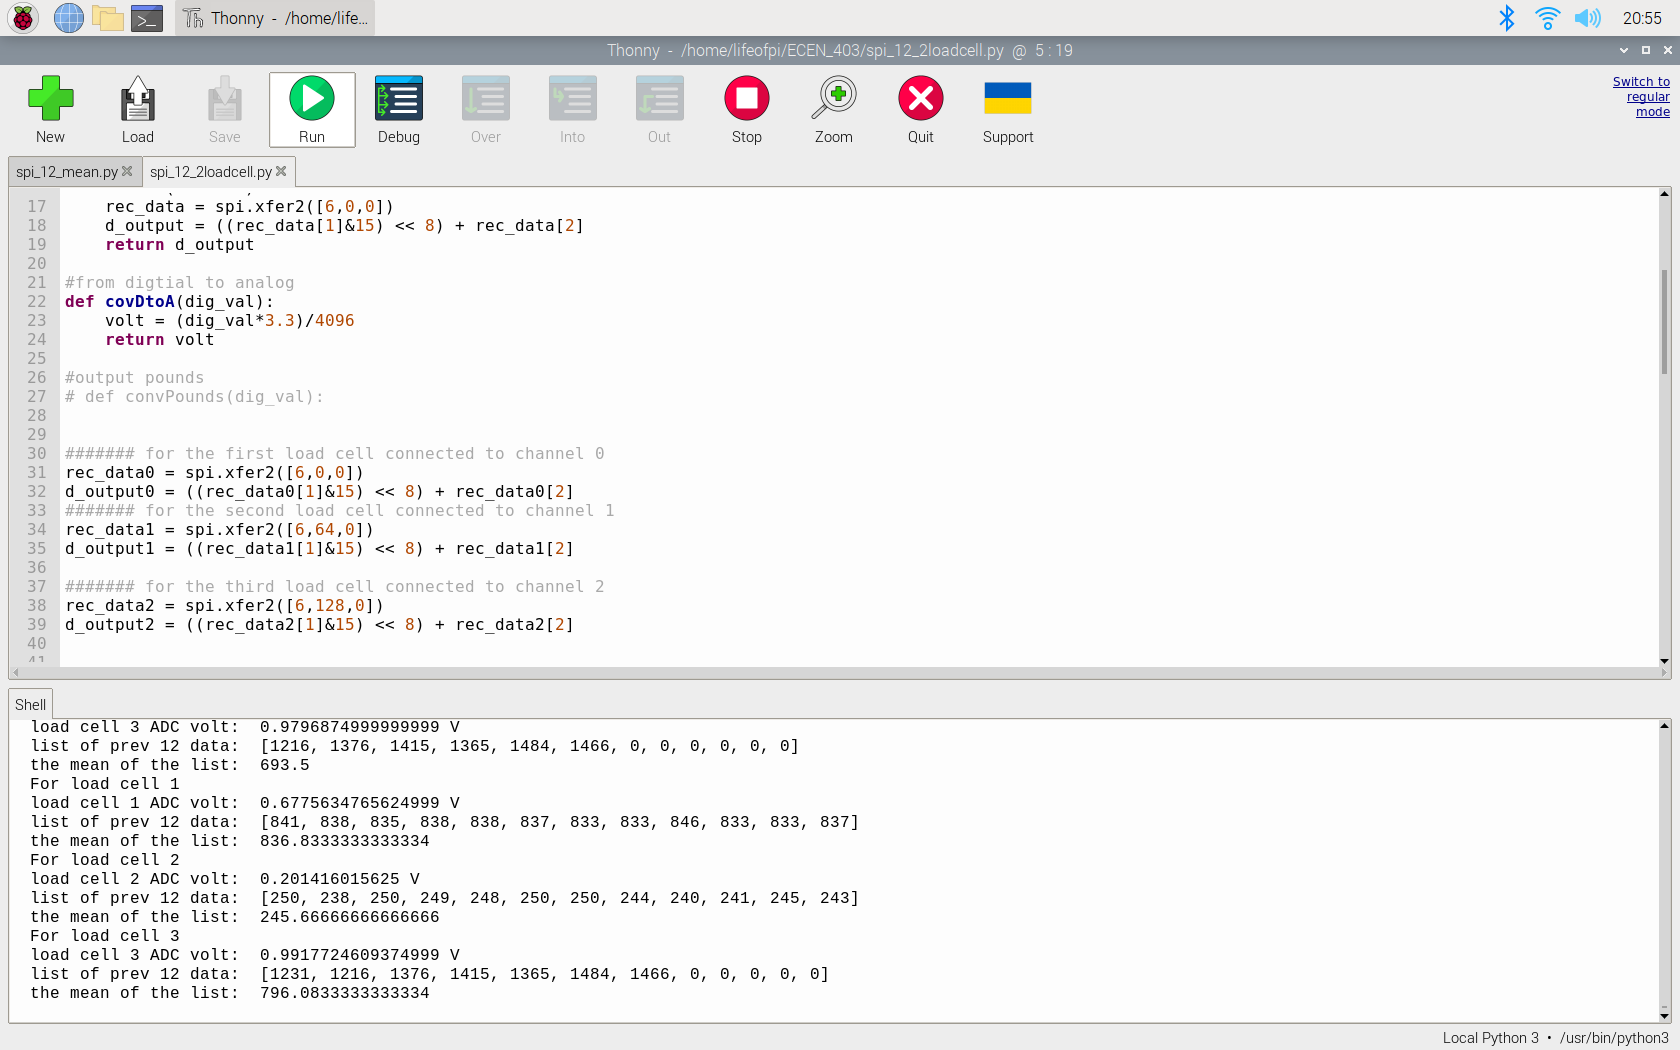 Thonny - /home/life...
20:55
Thonny - /home/lifeofpi/ECEN_403/spi_12_2loadcell.py @ 5 : 19
New
Load
Save
Run
Debug
Over
Into
Out
Stop
Zoom
Quit
Support
Switch to
regular
mode
spi_12_mean.py
spi_12_2loadcell.py
17     rec_data = spi.xfer2([6,0,0])
18     d_output = ((rec_data[1]&15) << 8) + rec_data[2]
19     return d_output
20
21 #from digtial to analog
22 def covDtoA(dig_val):
23     volt = (dig_val*3.3)/4096
24     return volt
25
26 #output pounds
27 # def convPounds(dig_val):
28
29
30 ####### for the first load cell connected to channel 0
31 rec_data0 = spi.xfer2([6,0,0])
32 d_output0 = ((rec_data0[1]&15) << 8) + rec_data0[2]
33 ####### for the second load cell connected to channel 1
34 rec_data1 = spi.xfer2([6,64,0])
35 d_output1 = ((rec_data1[1]&15) << 8) + rec_data1[2]
36
37 ####### for the third load cell connected to channel 2
38 rec_data2 = spi.xfer2([6,128,0])
39 d_output2 = ((rec_data2[1]&15) << 8) + rec_data2[2]
40
41
Shell
load cell 3 ADC volt:  0.9796874999999999 V
list of prev 12 data:  [1216, 1376, 1415, 1365, 1484, 1466, 0, 0, 0, 0, 0, 0]
the mean of the list:  693.5
For load cell 1
load cell 1 ADC volt:  0.6775634765624999 V
list of prev 12 data:  [841, 838, 835, 838, 838, 837, 833, 833, 846, 833, 833, 837]
the mean of the list:  836.8333333333334
For load cell 2
load cell 2 ADC volt:  0.201416015625 V
list of prev 12 data:  [250, 238, 250, 249, 248, 250, 250, 244, 240, 241, 245, 243]
the mean of the list:  245.66666666666666
For load cell 3
load cell 3 ADC volt:  0.9917724609374999 V
list of prev 12 data:  [1231, 1216, 1376, 1415, 1365, 1484, 1466, 0, 0, 0, 0, 0]
the mean of the list:  796.0833333333334
Local Python 3 • /usr/bin/python3